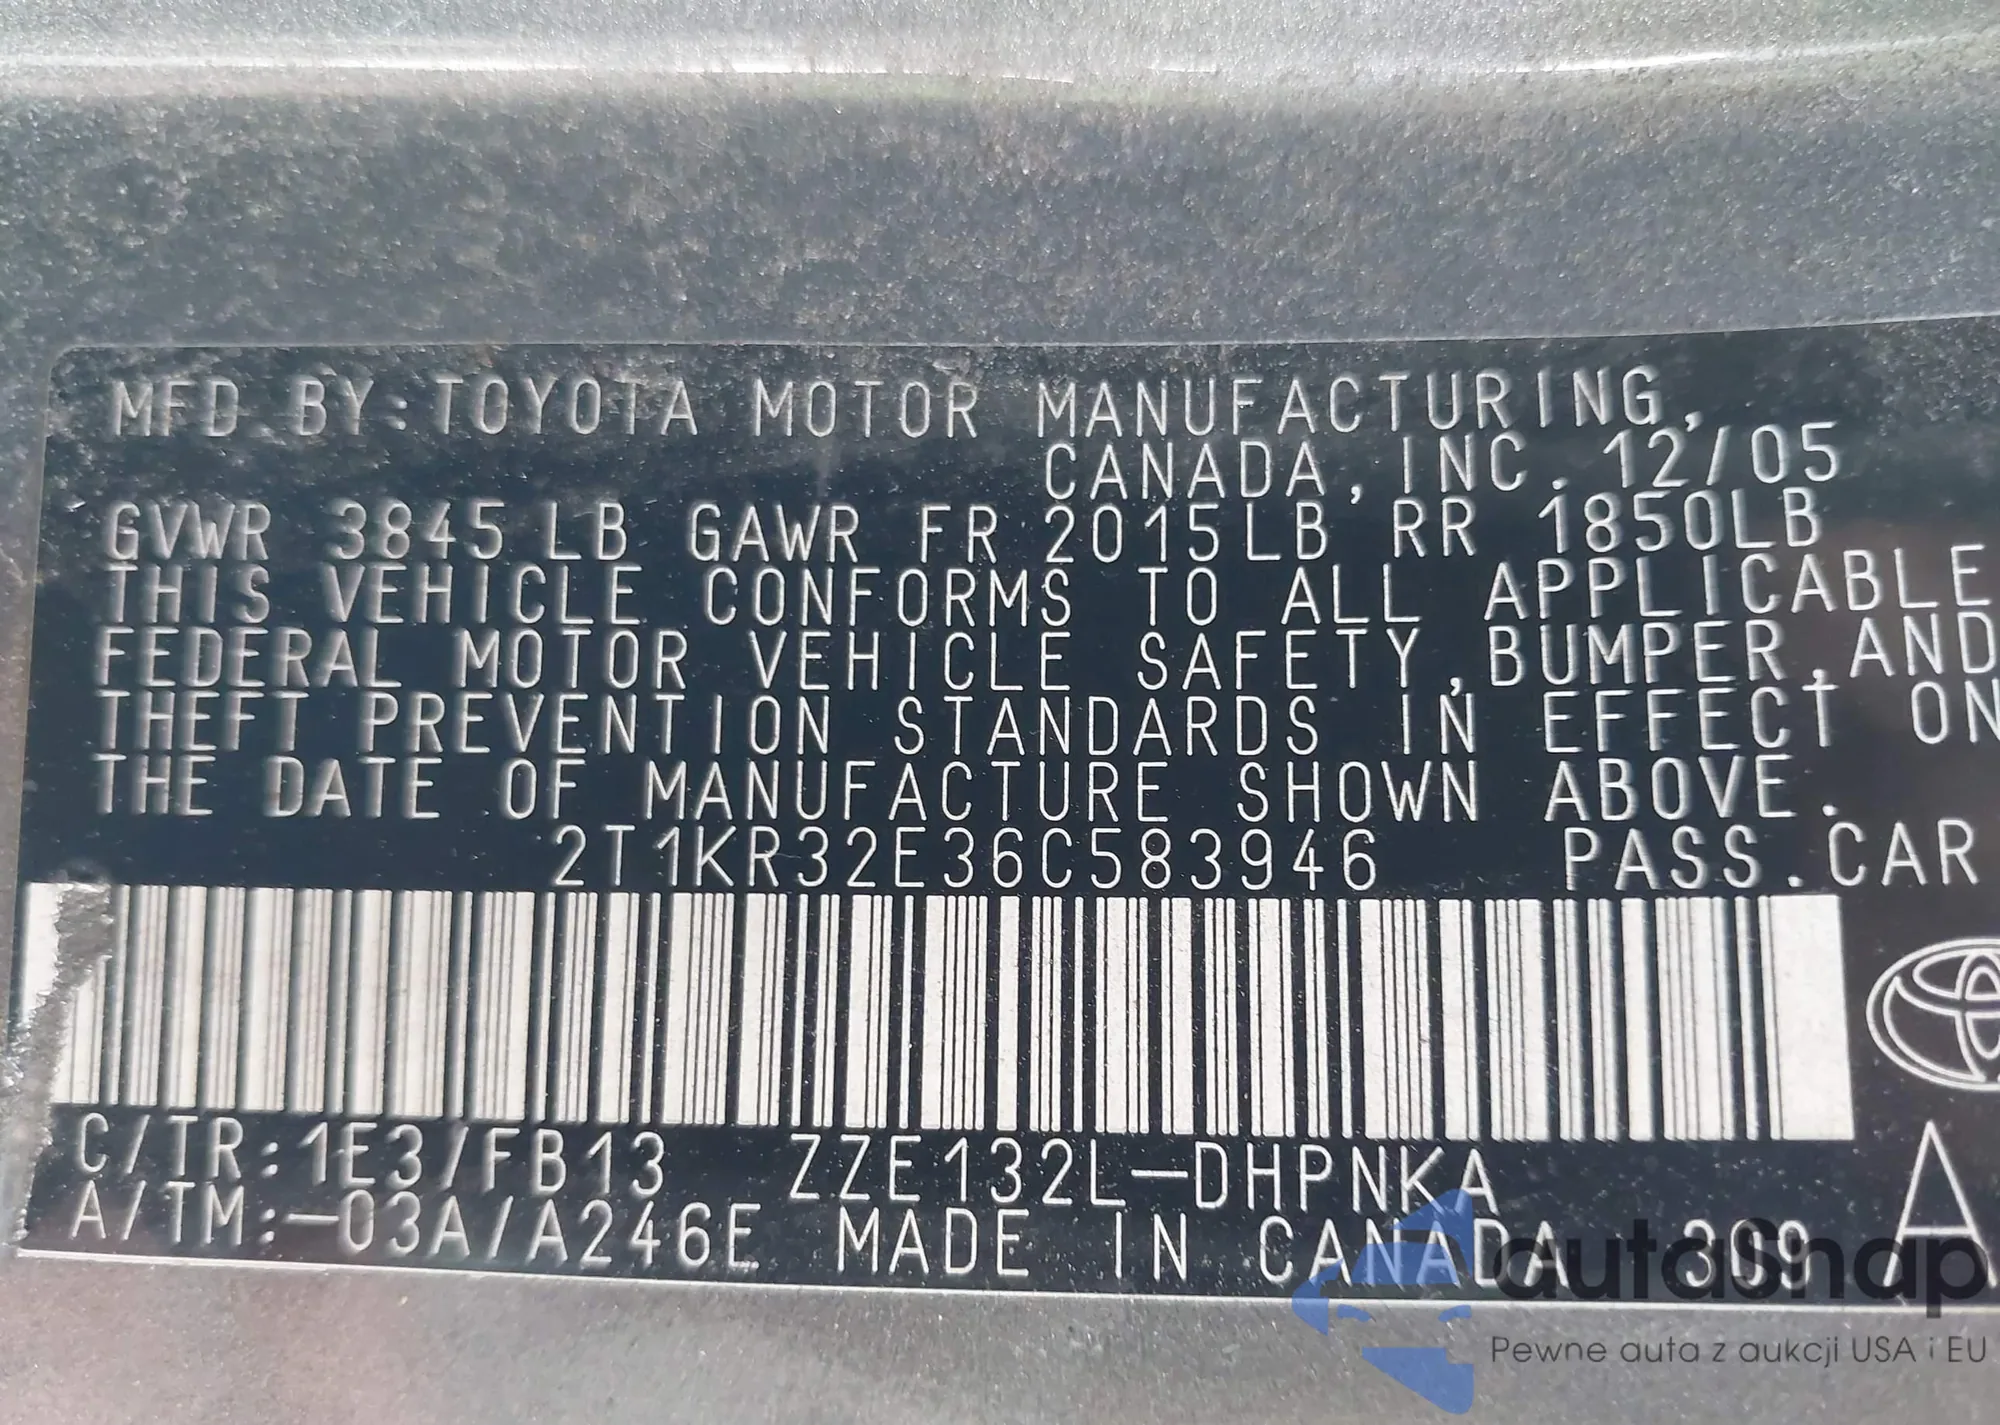 MFD BY:TOYOTA MOTOR MANUFACTURING,
CANADA, INC. 12/05
GVWR 3845LB GAWR FR 2015LB RR 1850LB
THIS VEHICLE CONFORMS TO ALL APPLICABLE
FEDERAL MOTOR VEHICLE SAFETY, BUMPER, AND
THEFT PREVENTION STANDARDS IN EFFECT ON
THE DATE OF MANUFACTURE SHOWN ABOVE.
2T1KR32E36C583946 PASS.CAR
C/TR:1E3/FB13 ZZE132L-DHPNKA
A/TM:-03A/A246E MADE IN CANADA 309 A
autaSnap
Pewne auta z aukcji USA i EU